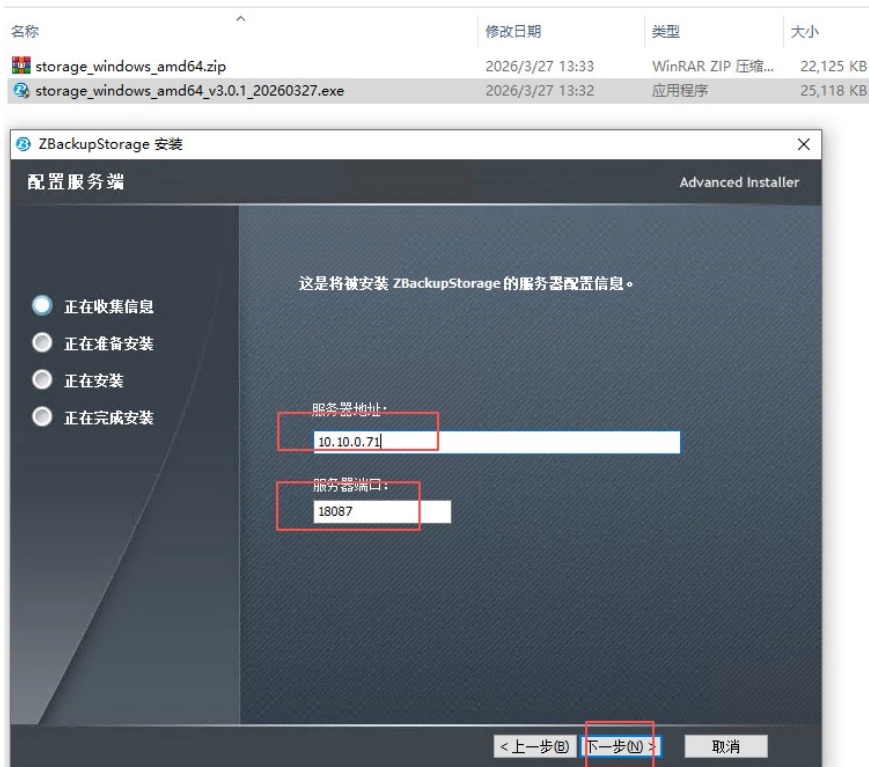 名称 修改日期 类型 大小
storage_windows_amd64.zip 2026/3/27 13:33 WinRAR ZIP 压缩... 22,125 KB
storage_windows_amd64_v3.0.1_20260327.exe 2026/3/27 13:32 应用程序 25,118 KB
ZBackupStorage 安装
配置服务端 Advanced Installer
这是将被安装 ZBackupStorage 的服务器配置信息。
正在收集信息
正在准备安装
正在安装
正在完成安装
服务器地址:
10.10.0.71
服务器端口:
18087
<上一步(B) 下一步(N) > 取消